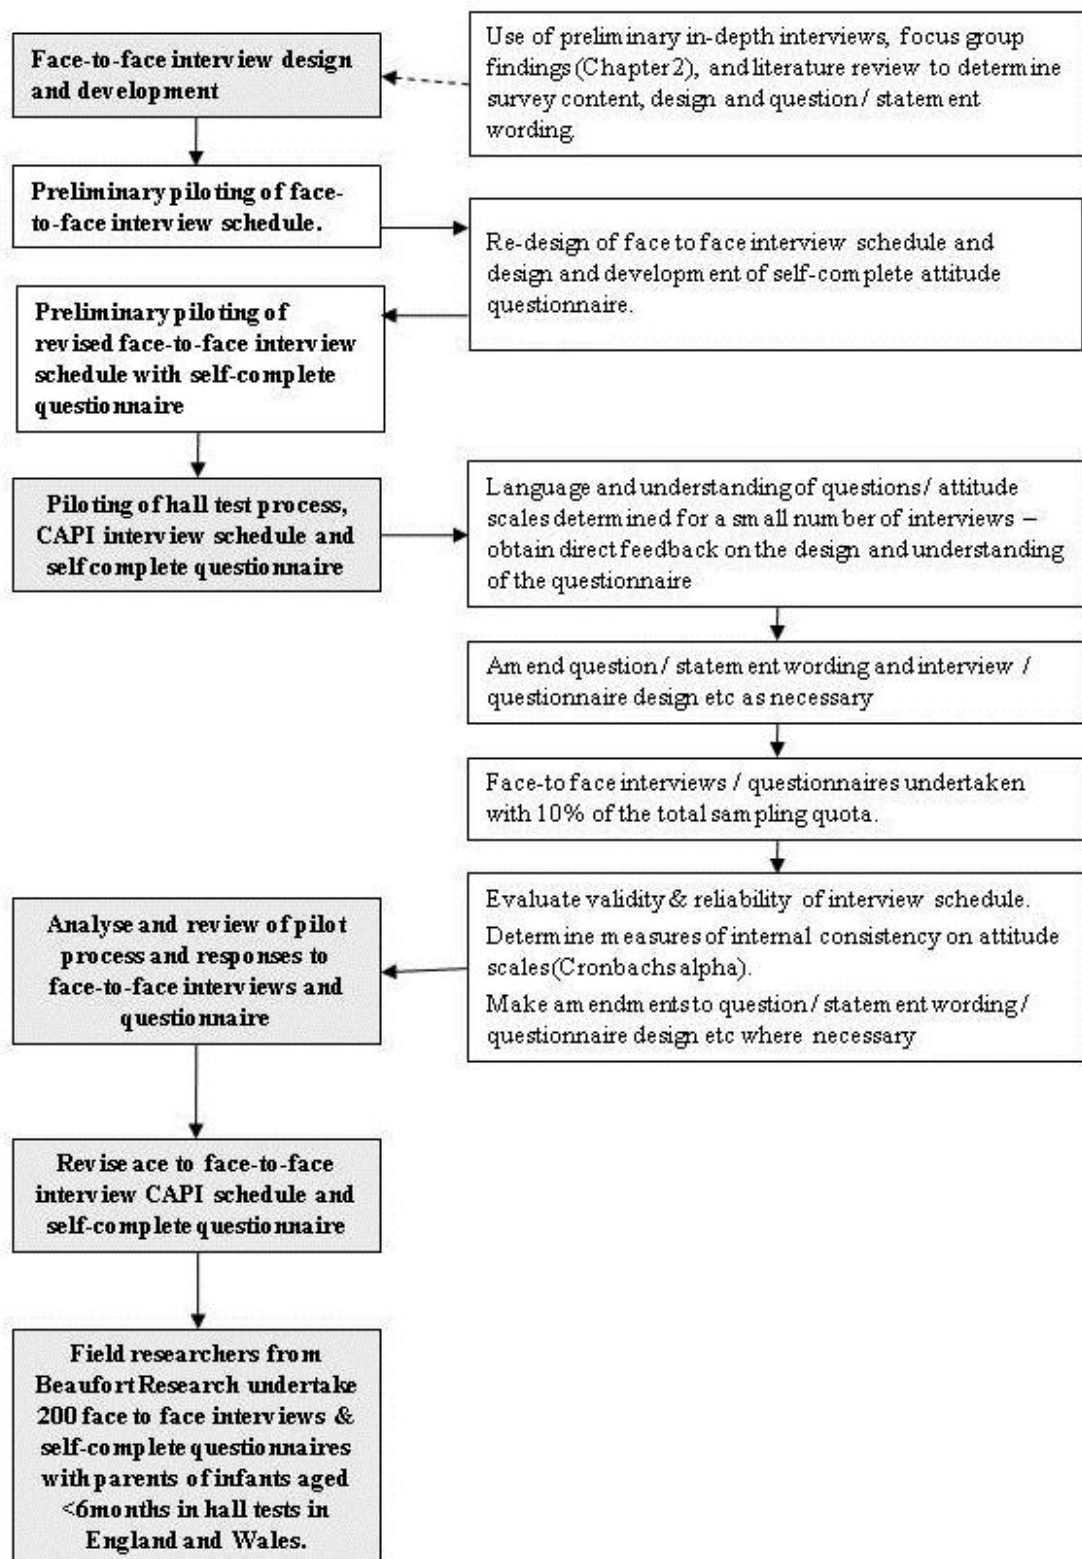 Face-to-face interview design
and development
Use of preliminary in-depth interviews, focus group
findings (Chapter 2), and literature review to determine
survey content, design and question / statement
wording.
Preliminary piloting of face-
to-face interview schedule.
Re-design of face to face interview schedule and
design and development of self-complete attitude
questionnaire.
Preliminary piloting of
revised face-to-face interview
schedule with self-complete
questionnaire
Piloting of hall test process,
CAPI interview schedule and
self complete questionnaire
Language and understanding of questions / attitude
scales determined for a small number of interviews –
obtain direct feedback on the design and understanding
of the questionnaire
Amend question / statement wording and interview /
questionnaire design etc as necessary
Face-to face interviews / questionnaires undertaken
with 10% of the total sampling quota.
Evaluate validity & reliability of interview schedule.
Determine measures of internal consistency on attitude
scales (Cronbachs alpha).
Make amendments to question / statement wording /
questionnaire design etc where necessary
Analyse and review of pilot
process and responses to
face-to-face interviews and
questionnaire
Revise ace to face-to-face
interview CAPI schedule and
self-complete questionnaire
Field researchers from
Beaufort Research undertake
200 face to face interviews &
self-complete questionnaires
with parents of infants aged
<6months in hall tests in
England and Wales.